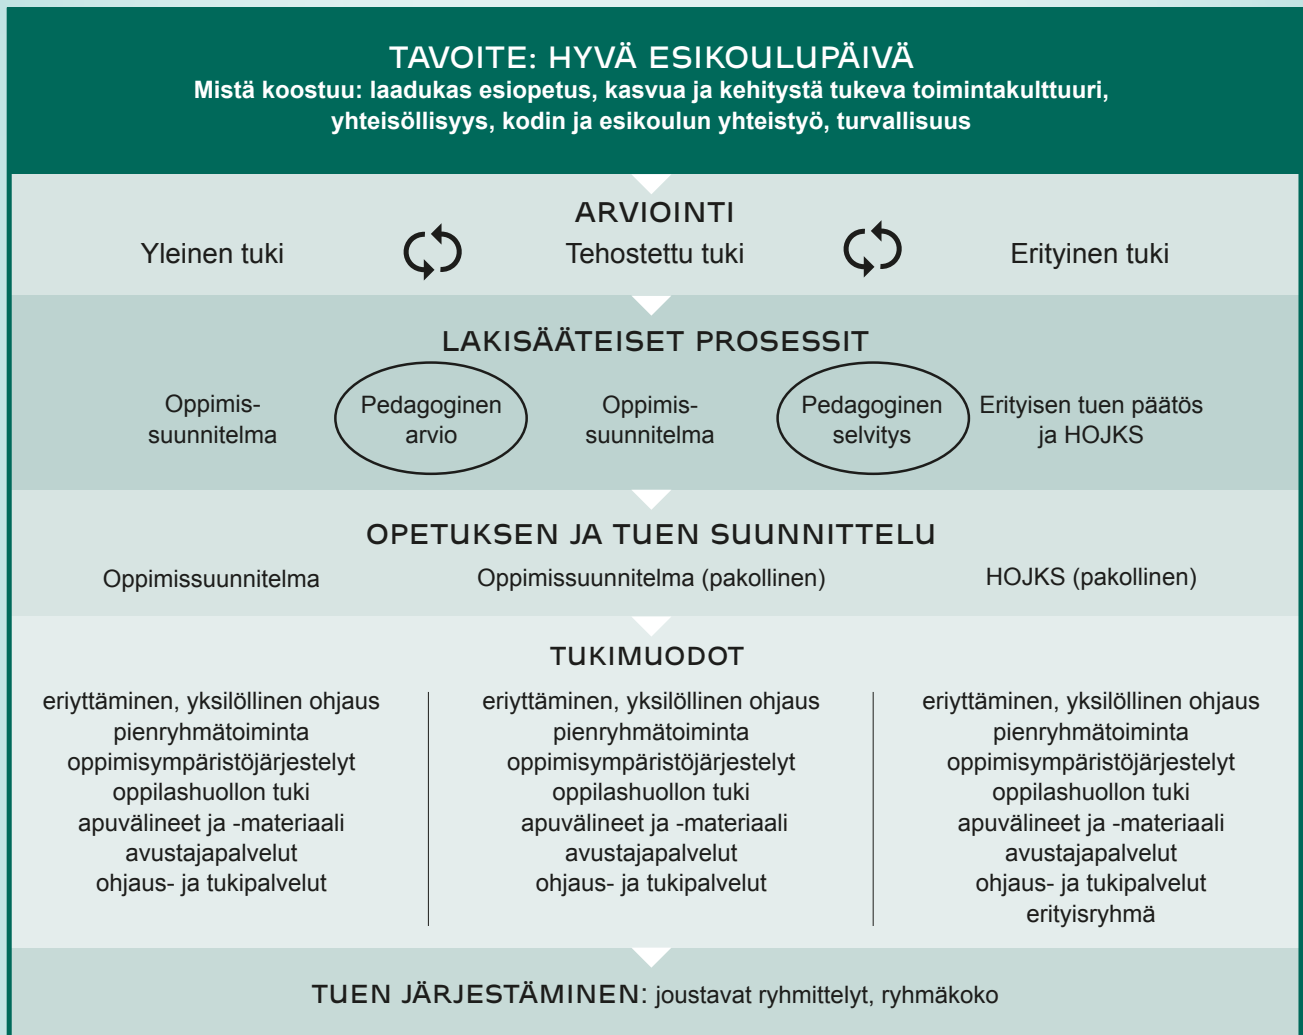 TAVOITE: HYVÄ ESIKOULUPÄIVÄ
Mistä koostuu: laadukas esiopetus, kasvua ja kehitystä tukeva toimintakulttuuri,
yhteisöllisyys, kodin ja esikoulun yhteistyö, turvallisuus
ARVIOINTI
Yleinen tuki
Tehostettu tuki
Erityinen tuki
LAKISÄÄTEISET PROSESSIT
Oppimis-
suunnitelma
Pedagoginen
arvio
Oppimis-
suunnitelma
Pedagoginen
selvitys
Erityisen tuen päätös
ja HOJKS
OPETUKSEN JA TUEN SUUNNITTELU
Oppimissuunnitelma
Oppimissuunnitelma (pakollinen)
HOJKS (pakollinen)
TUKIMUODOT
eriyttäminen, yksilöllinen ohjaus
pienryhmätoiminta
oppimisympäristöjärjestelyt
oppilashuollon tuki
apuvälineet ja -materiaali
avustajapalvelut
ohjaus- ja tukipalvelut
eriyttäminen, yksilöllinen ohjaus
pienryhmätoiminta
oppimisympäristöjärjestelyt
oppilashuollon tuki
apuvälineet ja -materiaali
avustajapalvelut
ohjaus- ja tukipalvelut
eriyttäminen, yksilöllinen ohjaus
pienryhmätoiminta
oppimisympäristöjärjestelyt
oppilashuollon tuki
apuvälineet ja -materiaali
avustajapalvelut
ohjaus- ja tukipalvelut
erityisryhmä
TUEN JÄRJESTÄMINEN: joustavat ryhmittelyt, ryhmäkoko